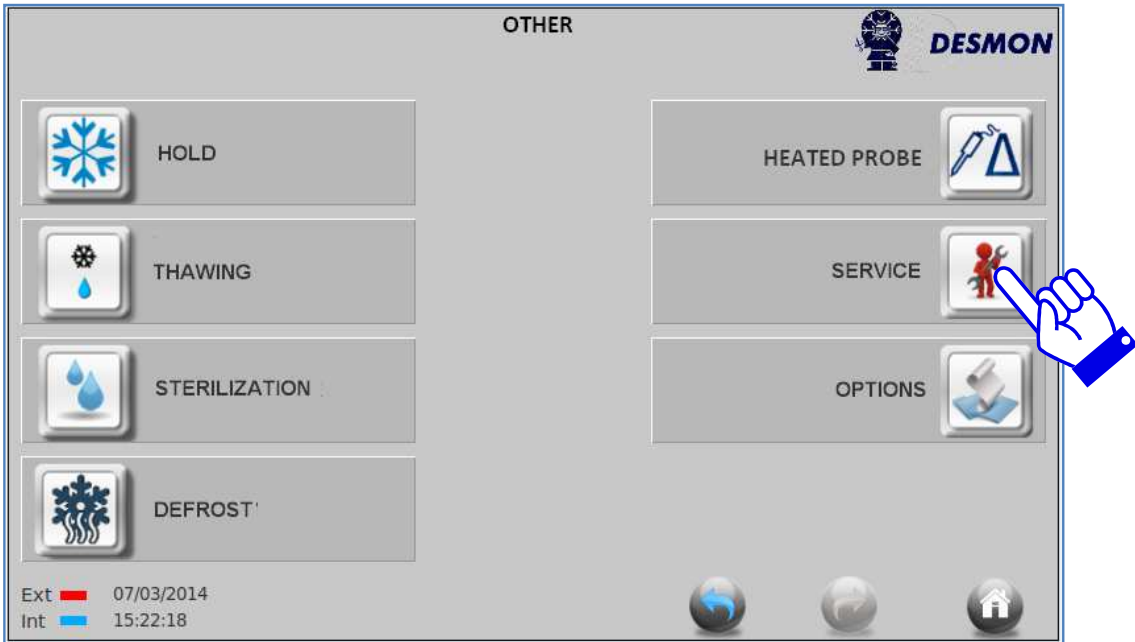 OTHER
DESMON
HOLD
HEATED PROBE
THAWING
SERVICE
STERILIZATION
OPTIONS
DEFROST
Ext 07/03/2014
Int 15:22:18